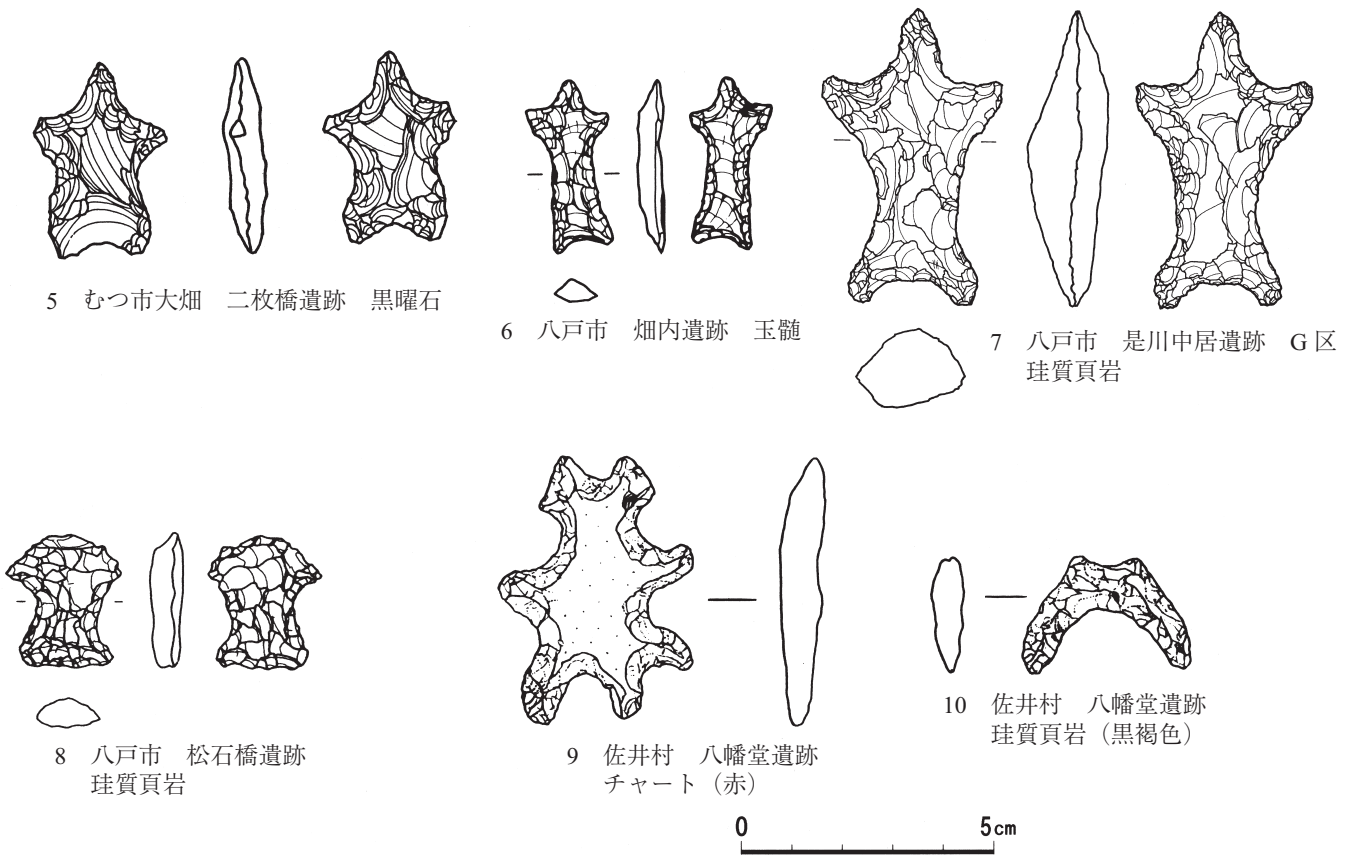 5 むつ市大畑 二枚橋遺跡 黒曜石
6 八戸市 畑内遺跡 玉髄
7 八戸市 是川中居遺跡 G区
珪質頁岩
8 八戸市 松石橋遺跡
珪質頁岩
9 佐井村 八幡堂遺跡
チャート（赤）
10 佐井村 八幡堂遺跡
珪質頁岩（黒褐色）
0 5cm